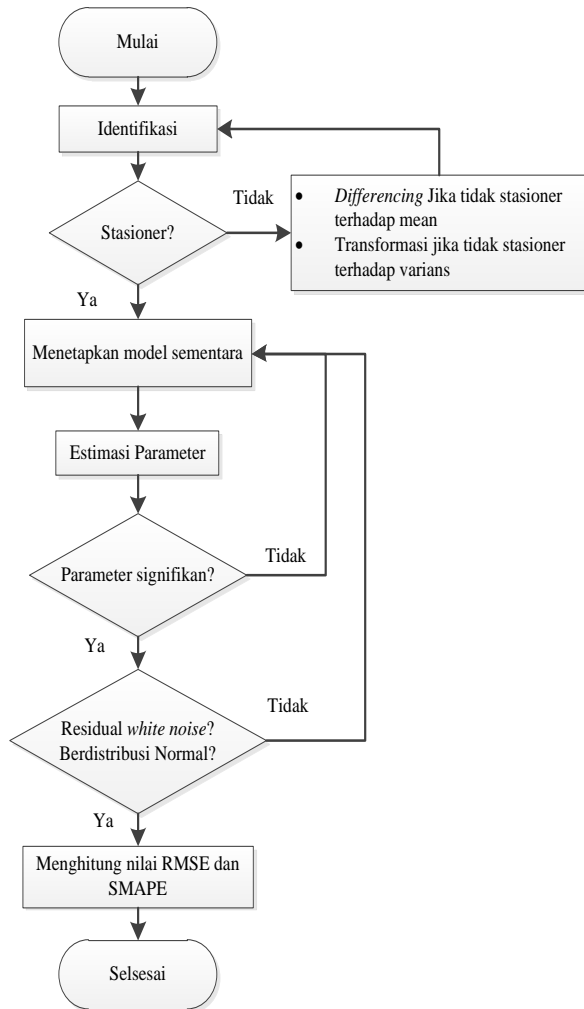 Mulai
Identifikasi
Tidak
Stasioner?
• Differencing Jika tidak stasioner
terhadap mean
• Transformasi jika tidak stasioner
terhadap varians
Ya
Menetapkan model sementara
Estimasi Parameter
Tidak
Parameter signifikan?
Ya
Tidak
Residual white noise?
Berdistribusi Normal?
Ya
Menghitung nilai RMSE dan
SMAPE
Selsesai